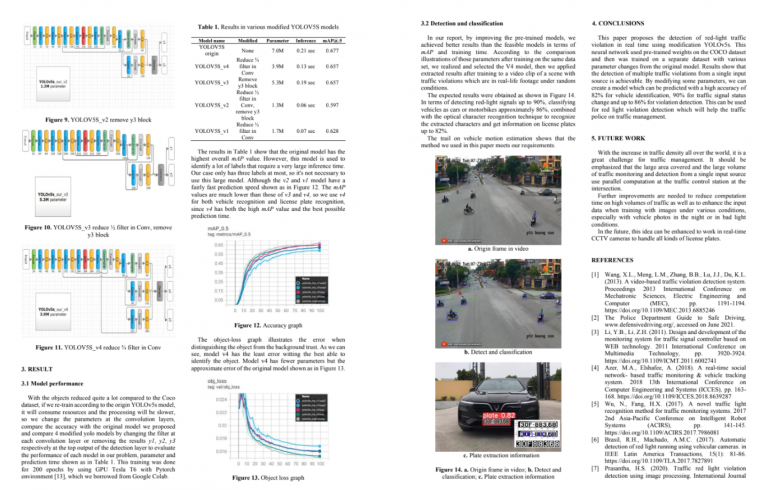 YOLOv5s_our_v2
1.3M parameter
Figure 9. YOLOV5S_v2 remove y3 block
YOLOv5s_our_v3
5.3M parameter
Figure 10. YOLOV5S_v3 reduce ½ filter in Conv, remove
y3 block
YOLOv5s_our_v4
3.9M parameter
Figure 11. YOLOV5S_v4 reduce ½ filter in Conv
3. RESULT
3.1 Model performance
With the objects reduced quite a lot compared to the Coco
dataset, if we re-train according to the origin YOLOv5s model,
it will consume resources and the processing will be slower,
so we change the parameters at the convolution layers,
compare the accuracy with the original model we proposed
and compare 4 modified yolo models by changing the filter at
each convolution layer or removing the results y1, y2, y3
respectively at the top output of the detection layer to evaluate
the performance of each model in our problem. parameter and
prediction time shown as in Table 1. This training was done
for 200 epochs by using GPU Tesla T6 with Pytorch
environment [13], which we borrowed from Google Colab.
Table 1. Results in various modified YOLOV5S models
Model name Modified Parameter Inference mAP@.5
YOLOV5S
origin None 7.0M 0.21 sec 0.677
YOLOV5S_v4 Reduce ½
filter in
Conv 3.9M 0.13 sec 0.657
YOLOV5S_v3 Remove
y3 block 5.3M 0.19 sec 0.657
YOLOV5S_v2 Reduce ½
filter in
Conv,
remove y3
block 1.3M 0.06 sec 0.597
YOLOV5S_v1 Reduce ½
filter in
Conv 1.7M 0.07 sec 0.628
The results in Table 1 show that the original model has the
highest overall mAP value. However, this model is used to
identify a lot of labels that require a very large inference time.
Our case only has three labels at most, so it's not necessary to
use this large model. Although the v2 and v1 model have a
fairly fast prediction speed shown as in Figure 12. The mAP
values are much lower than those of v3 and v4, so we use v4
for both vehicle recognition and license plate recognition,
since v4 has both the high mAP value and the best possible
prediction time.
mAP_0.5
tag: metrics/mAP_0.5
0 10 20 30 40 50 60 70 80 90 100
Figure 12. Accuracy graph
The object-loss graph illustrates the error when
distinguishing the object from the background trust. As we can
see, model v4 has the least error witing the best able to
identify the object. Model v4 has fewer parameters but the
approximate error of the original model shown as in Figure 13.
obj_loss
tag: val/obj_loss
0 10 20 30 40 50 60 70 80 90 100
Figure 13. Object loss graph
3.2 Detection and classification
In our report, by improving the pre-trained models, we
achieved better results than the feasible models in terms of
mAP and training time. According to the comparison
illustrations of those parameters after training on the same data
set, we realized and selected the V4 model, then we applied
extracted results after training to a video clip of a scene with
traffic violations which are in real-life footage under random
conditions.
The expected results were obtained as shown in Figure 14.
In terms of detecting red-light signals up to 90%, classifying
vehicles as cars or motorbikes approximately 86%, combined
with the optical character recognition technique to recognize
the extracted characters and get information on license plates
up to 82%.
The trail on vehicle motion estimation shows that the
method we used in this paper meets our requirements.
a. Origin frame in video
b. Detect and classification
plate 0.82
c. Plate extraction information
Figure 14. a. Origin frame in video; b. Detect and
classification; c. Plate extraction information
4. CONCLUSIONS
This paper proposes the detection of red-light traffic
violation in real time using modification YOLOv5s. This
neural network used pre-trained weights on the COCO dataset
and then was trained on a separate dataset with various
parameter changes from the original model. Results show that
the detection of multiple traffic violations from a single input
source is achievable. By modifying some parameters, we can
create a model which can be predicted with a high accuracy of
82% for vehicle identification, 90% for traffic signal status
change and up to 86% for violation detection. This can be used
for red light violation detection which will help the traffic
police on traffic management.
5. FUTURE WORK
With the increase in traffic density all over the world, it is a
great challenge for traffic management. It should be
emphasized that the large area covered and the large volume
of traffic monitoring and detection from a single input source
use parallel computation at the traffic control station at the
intersection.
Further improvements are needed to reduce computation
time on high volumes of traffic as well as to enhance the input
data when training with images under various conditions,
especially with vehicle photos in the night or in bad light
conditions.
In the future, this idea can be enhanced to work in real-time
CCTV cameras to handle all kinds of license plates.
REFERENCES
[1] Wang, X.L., Meng, L.M., Zhang, B.B., Lu, J.J., Du, K.L.
(2013). A video-based traffic violation detection system.
Proceedings 2013 International Conference on
Mechatronic Sciences, Electric Engineering and
Computer (MEC), pp. 1191-1194.
https://doi.org/10.1109/MEC.2013.6885246
[2] The Police Department Guide to Safe Driving,
www.defensivedriving.org/, accessed on June 2021.
[3] Li, Y.B., Li, Z.H. (2011). Design and development of the
monitoring system for traffic signal controller based on
WEB technology. 2011 International Conference on
Multimedia Technology, pp. 3920-3924.
https://doi.org/10.1109/ICMT.2011.6002741
[4] Azer, M.A., Elshafee, A. (2018). A real-time social
network- based traffic monitoring & vehicle tracking
system. 2018 13th International Conference on
Computer Engineering and Systems (ICCES), pp. 163-
168. https://doi.org/10.1109/ICCES.2018.8639287
[5] Wu, N., Fang, H.X. (2017). A novel traffic light
recognition method for traffic monitoring systems. 2017
2nd Asia-Pacific Conference on Intelligent Robot
Systems (ACIRS), pp. 141-145.
https://doi.org/10.1109/ACIRS.2017.7986081
[6] Brasil, R.H., Machado, A.M.C. (2017). Automatic
detection of red light running using vehicular cameras. in
IEEE Latin America Transactions, 15(1): 81-86.
https://doi.org/10.1109/TLA.2017.7827891
[7] Prasantha, H.S. (2020). Traffic red light violation
detection using image processing. International Journal